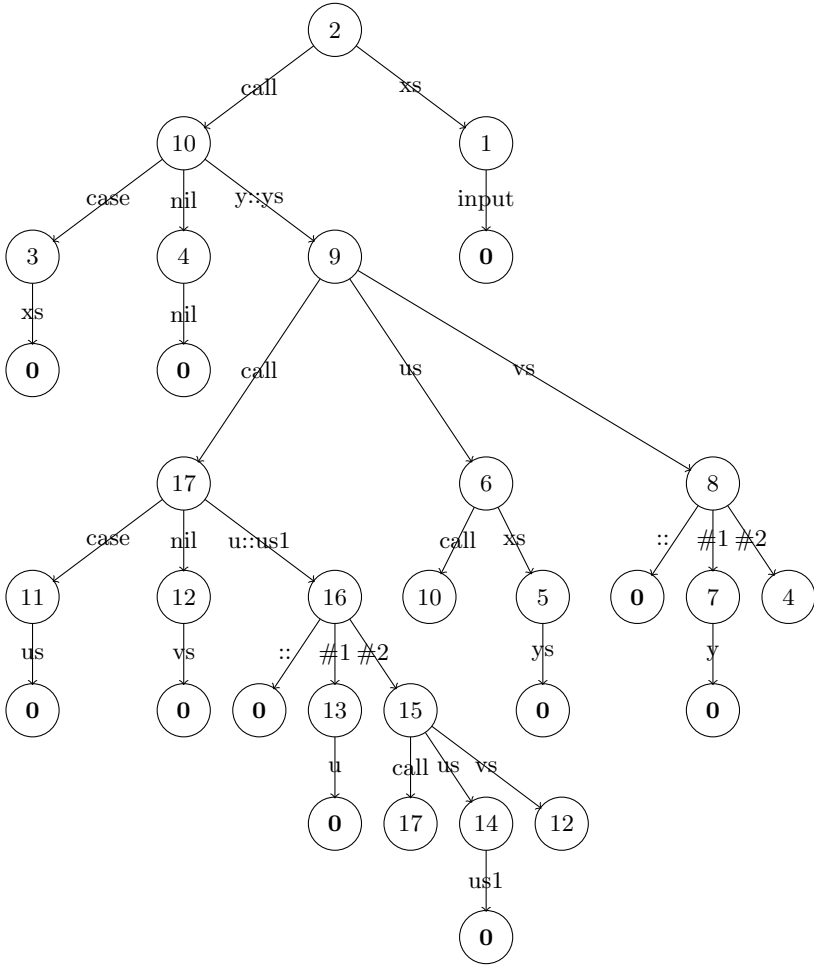 2
call xs
10 1
case nil y::ys input
3 4 9 0
xs nil
0 0 call us vs
17 6 8
case nil u::us1 call xs :: #1 #2
11 12 16 10 5 0 7 4
us vs :: #1 #2 ys y
0 0 0 13 15 0 0
u call us vs
0 17 14 12
us1
0